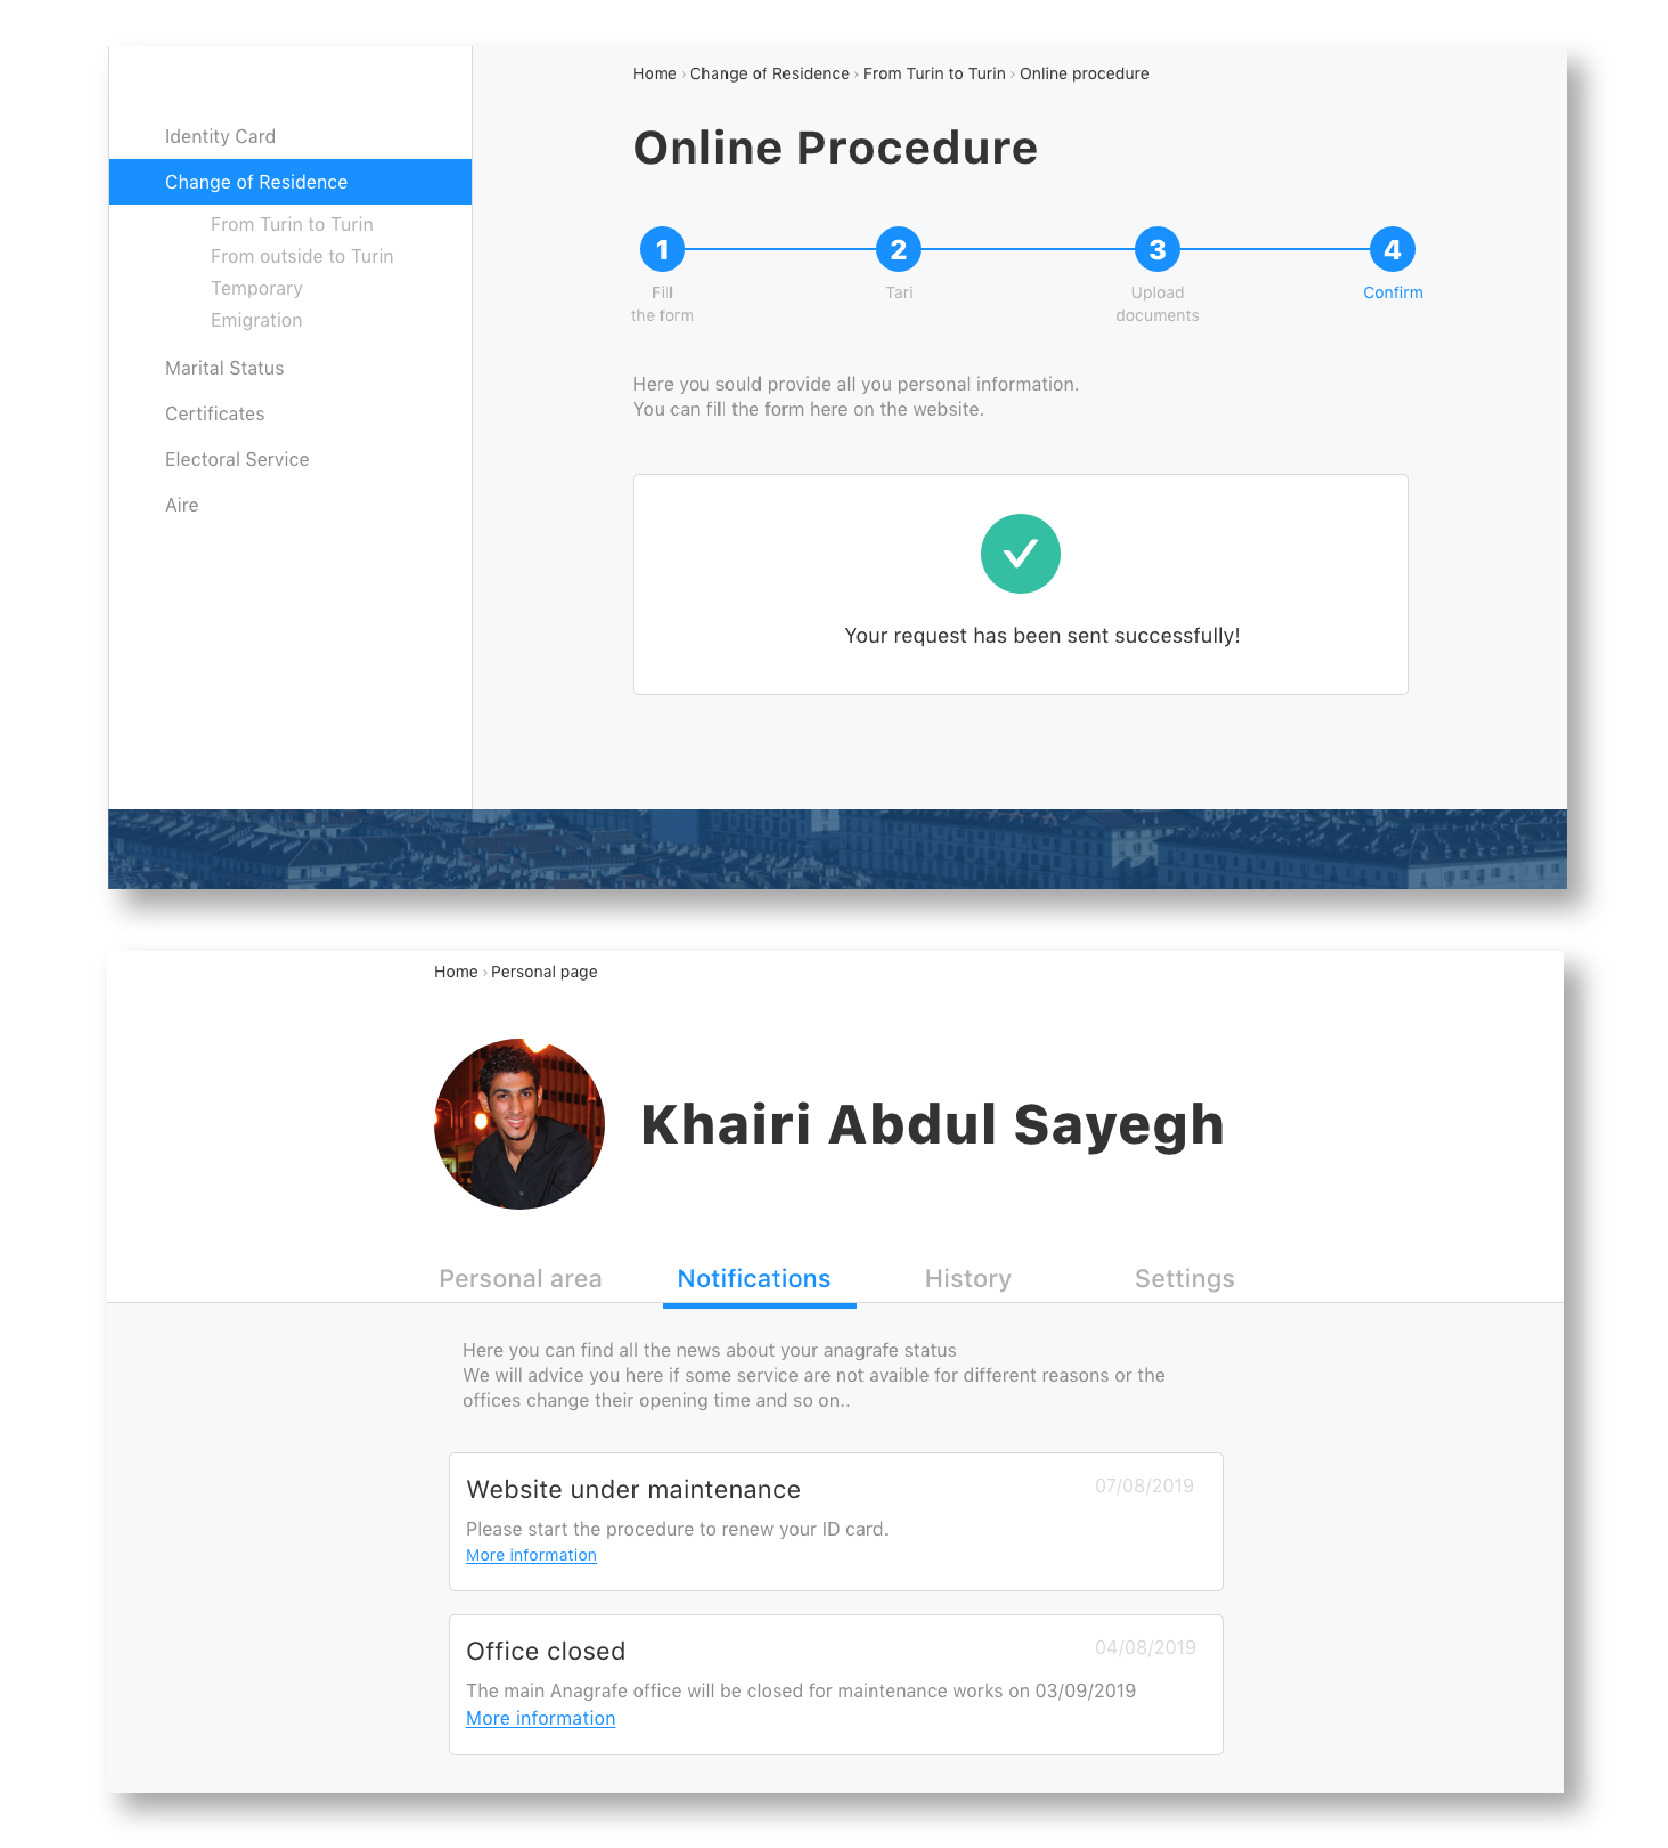 Home › Change of Residence › From Turin to Turin › Online procedure
Identity Card
Change of Residence
From Turin to Turin
From outside to Turin
Temporary
Emigration
Marital Status
Certificates
Electoral Service
Aire
Online Procedure
1
2
3
4
Fill
the form
Tari
Upload
documents
Confirm
Here you sould provide all you personal information.
You can fill the form here on the website.
Your request has been sent successfully!
Home › Personal page
Khairi Abdul Sayegh
Personal area
Notifications
History
Settings
Here you can find all the news about your anagrafe status
We will advice you here if some service are not avaible for different reasons or the
offices change their opening time and so on..
Website under maintenance
07/08/2019
Please start the procedure to renew your ID card.
More information
Office closed
04/08/2019
The main Anagrafe office will be closed for maintenance works on 03/09/2019
More information